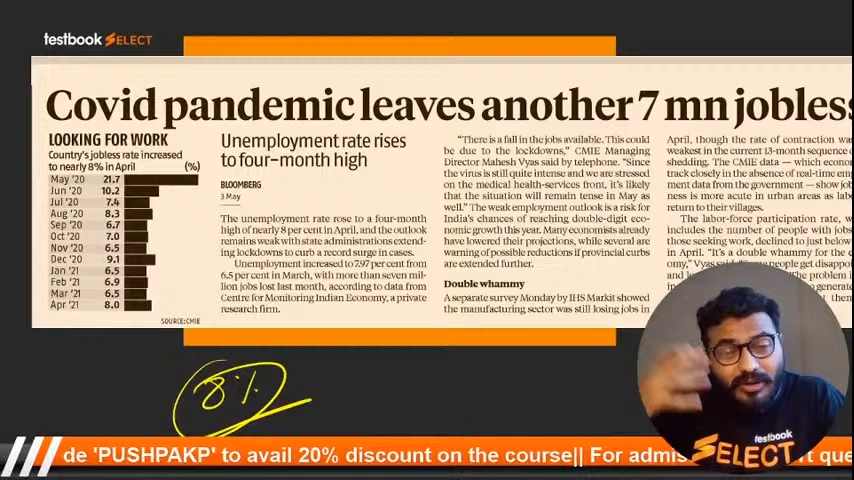 testbook SELECT
Covid pandemic leaves another 7 mn jobless
LOOKING FOR WORK
Country's jobless rate increased
to nearly 8% in April (%)
May '20 21.7
Jun '20 10.2
Jul '20 7.4
Aug '20 8.3
Sep '20 6.7
Oct '20 7.0
Nov '20 6.5
Dec '20 9.1
Jan '21 6.5
Feb '21 6.9
Mar '21 6.5
Apr '21 8.0
SOURCE:CMIE
Unemployment rate rises
to four-month high
BLOOMBERG
3 May
The unemployment rate rose to a four-month
high of nearly 8 per cent in April, and the outlook
remains weak with state administrations extend-
ing lockdowns to curb a record surge in cases.
Unemployment increased to 7.97 per cent from
6.5 per cent in March, with more than seven mil-
lion jobs lost last month, according to data from
Centre for Monitoring Indian Economy, a private
research firm.
"There is a fall in the jobs available. This could
be due to the lockdowns," CMIE Managing
Director Mahesh Vyas said by telephone. "Since
the virus is still quite intense and we are stressed
on the medical health-services front, it's likely
that the situation will remain tense in May as
well." The weak employment outlook is a risk for
India's chances of reaching double-digit eco-
nomic growth this year. Many economists already
have lowered their projections, while several are
warning of possible reductions if provincial curbs
are extended further.
Double whammy
A separate survey Monday by IHS Markit showed
the manufacturing sector was still losing jobs in
April, though the rate of contraction wa
weakest in the current 13-month sequence
shedding. The CMIE data — which econo
track closely in the absence of real-time em
ment data from the government — show job
ness is more acute in urban areas as labo
return to their villages.
The labor-force participation rate, w
includes the number of people with jobs
those seeking work, declined to just below
in April. "It's a double whammy for the
omy," Vyas said. people get disappo
The problem i
generate
8%
de 'PUSHPAKP' to avail 20% discount on the course|| For admis
testbook
SELECT